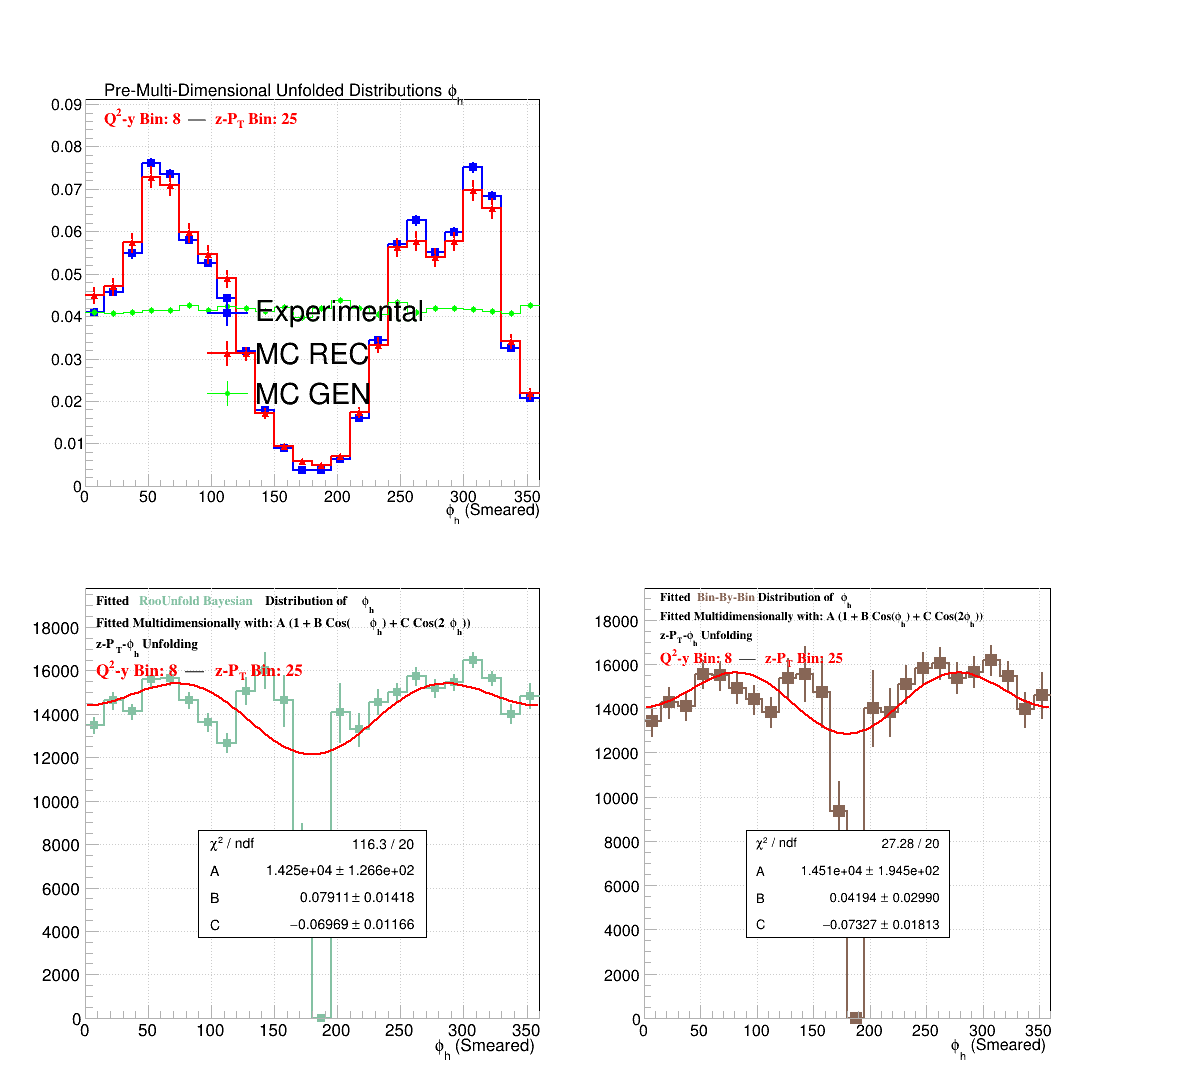 Pre-Multi-Dimensional Unfolded Distributions ϕh
Q2-y Bin: 8 — z-PT Bin: 25
0.09
0.08
0.07
0.06
0.05
0.04
0.03
0.02
0.01
0
Experimental
MC REC
MC GEN
0 50 100 150 200 250 300 350
ϕh (Smeared)
Fitted RooUnfold Bayesian Distribution of ϕh
Fitted Multidimensionally with: A (1 + B Cos( ϕh) + C Cos(2 ϕh))
z-PT-ϕh Unfolding
Q2-y Bin: 8 — z-PT Bin: 25
18000
16000
14000
12000
10000
8000
6000
4000
2000
0
χ2 / ndf 116.3 / 20
A 1.425e+04 ± 1.266e+02
B 0.07911 ± 0.01418
C −0.06969 ± 0.01166
0 50 100 150 200 250 300 350
ϕh (Smeared)
Fitted Bin-By-Bin Distribution of ϕh
Fitted Multidimensionally with: A (1 + B Cos(ϕh) + C Cos(2ϕh))
z-PT-ϕh Unfolding
Q2-y Bin: 8 — z-PT Bin: 25
18000
16000
14000
12000
10000
8000
6000
4000
2000
0
χ2 / ndf 27.28 / 20
A 1.451e+04 ± 1.945e+02
B 0.04194 ± 0.02990
C −0.07327 ± 0.01813
0 50 100 150 200 250 300 350
ϕh (Smeared)